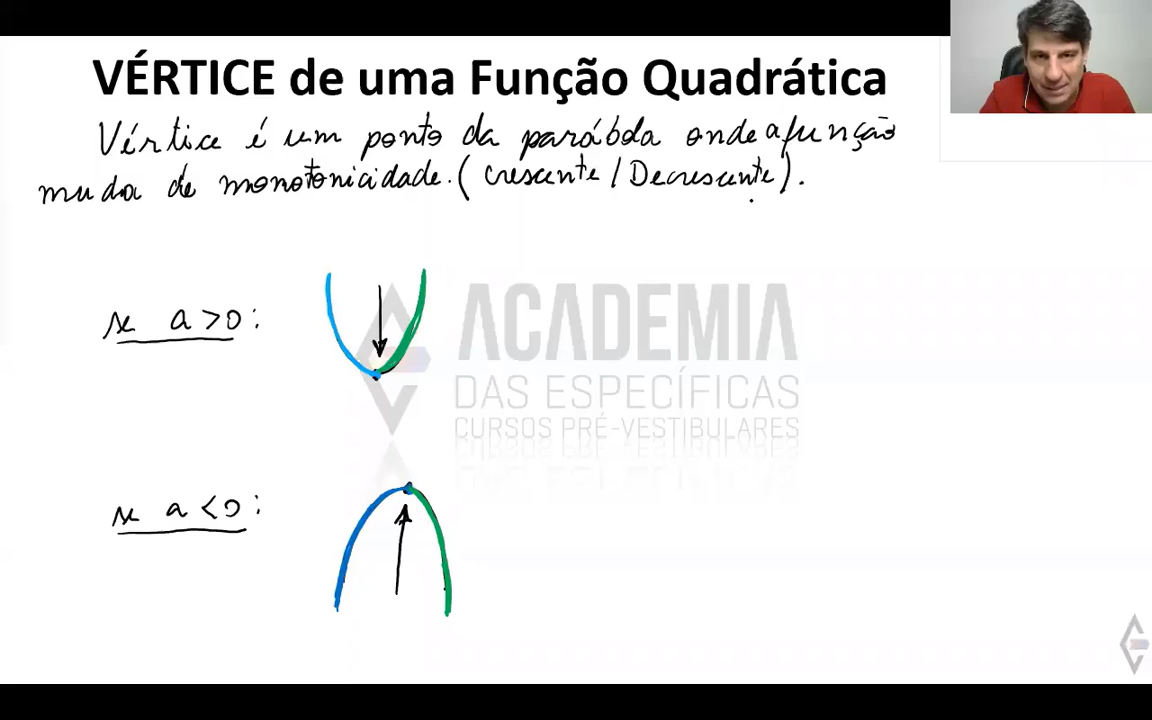 VÉRTICE de uma Função Quadrática
Vértice é um ponto da parábola onde a função
muda de monotonicidade. (crescente / Decrescente).
se a > 0:
ACADEMIA
DAS ESPECÍFICAS
CURSOS PRÉ-VESTIBULARES
se a < 0: